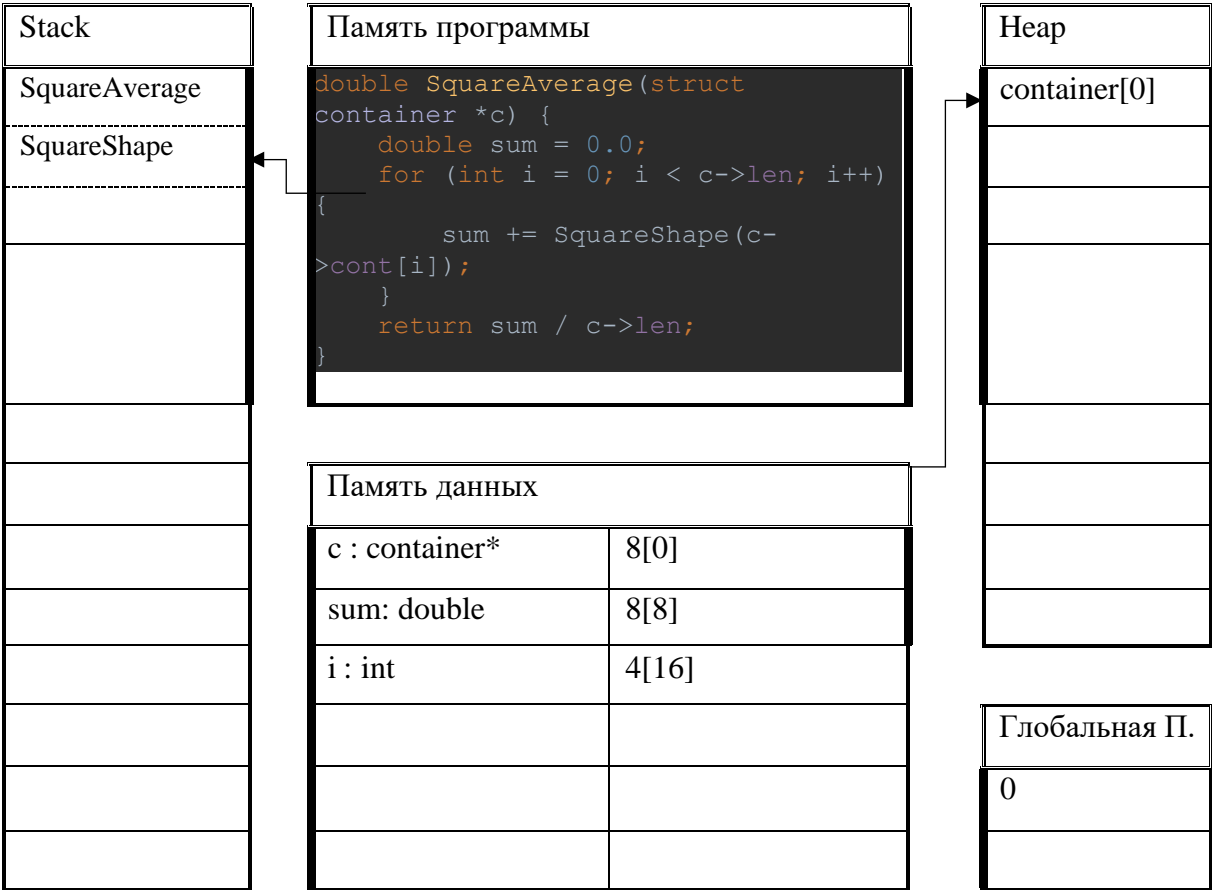 Stack
SquareAverage
SquareShape
Память программы
double SquareAverage(struct
container *c) {
    double sum = 0.0;
    for (int i = 0; i < c->len; i++)
{
        sum += SquareShape(c-
>cont[i]);
    }
    return sum / c->len;
}
Память данных
c : container* 8[0]
sum: double 8[8]
i : int 4[16]
Heap
container[0]
Глобальная П.
0